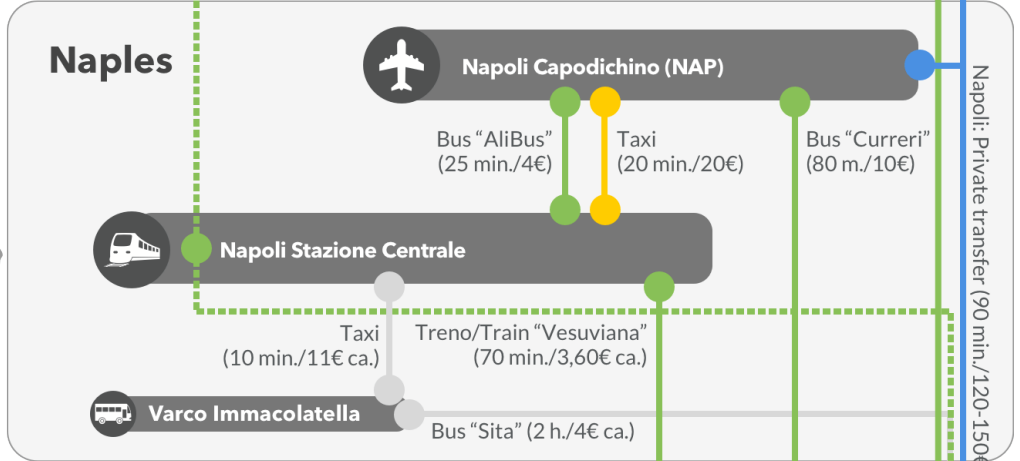 Naples
Napoli Capodichino (NAP)
Bus “AliBus”
(25 min./4€)
Taxi
(20 min./20€)
Bus “Curreri”
(80 m./10€)
Napoli Stazione Centrale
Taxi
(10 min./11€ ca.)
Treno/Train “Vesuviana”
(70 min./3,60€ ca.)
Varco Immacolatella
Bus “Sita” (2 h./4€ ca.)
Napoli: Private transfer (90 min./120-150€